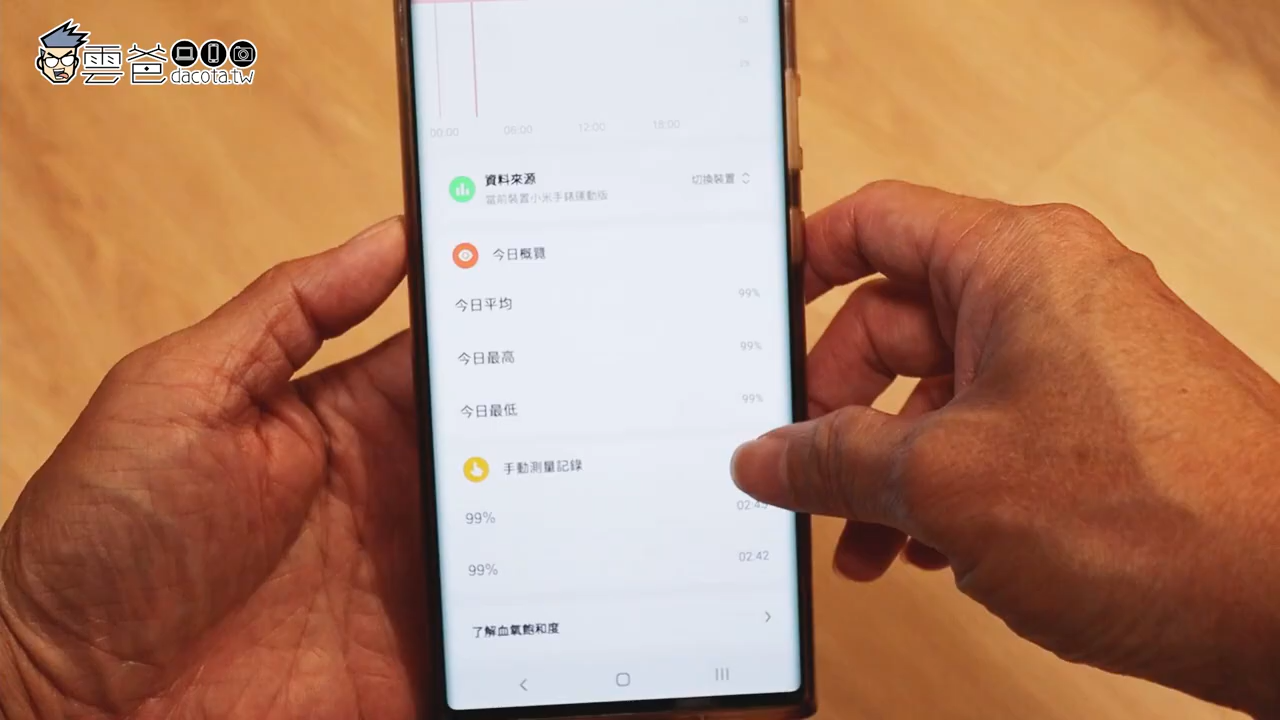 雲爸
dacota.tw
00:00 06:00 12:00 18:00
資料來源
當前裝置小米手錶運動版
切換裝置
今日概覽
今日平均 99%
今日最高 99%
今日最低 99%
手動測量記錄
99%
99% 02:42
了解血氧飽和度